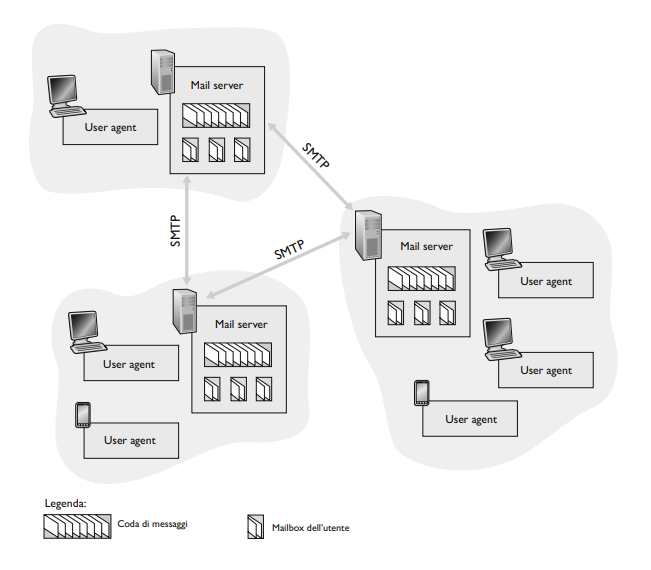 Mail server
User agent
SMTP
SMTP
SMTP
Mail server
User agent
User agent
User agent
Mail server
User agent
User agent
Legenda:
Coda di messaggi
Mailbox dell'utente